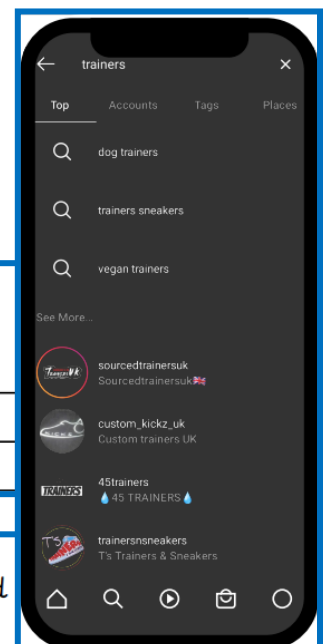 trainers
Top Accounts Tags Places
dog trainers
trainers sneakers
vegan trainers
See More...
sourcedtrainersuk
Sourcedtrainersuk🇬🇧
custom_kickz_uk
Custom trainers UK
TRAINERS
45trainers
💧45 TRAINERS💧
T'S
trainersnsneakers
T's Trainers & Sneakers